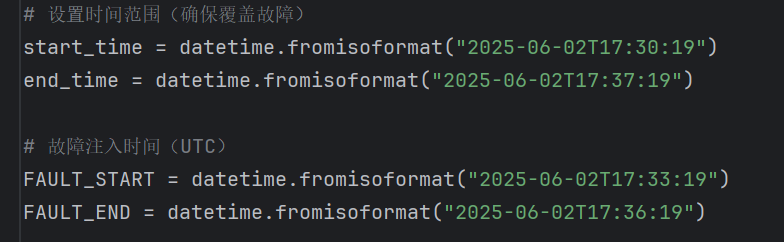 # 设置时间范围（确保覆盖故障）
start_time = datetime.fromisoformat("2025-06-02T17:30:19")
end_time = datetime.fromisoformat("2025-06-02T17:37:19")
# 故障注入时间（UTC）
FAULT_START = datetime.fromisoformat("2025-06-02T17:33:19")
FAULT_END = datetime.fromisoformat("2025-06-02T17:36:19")